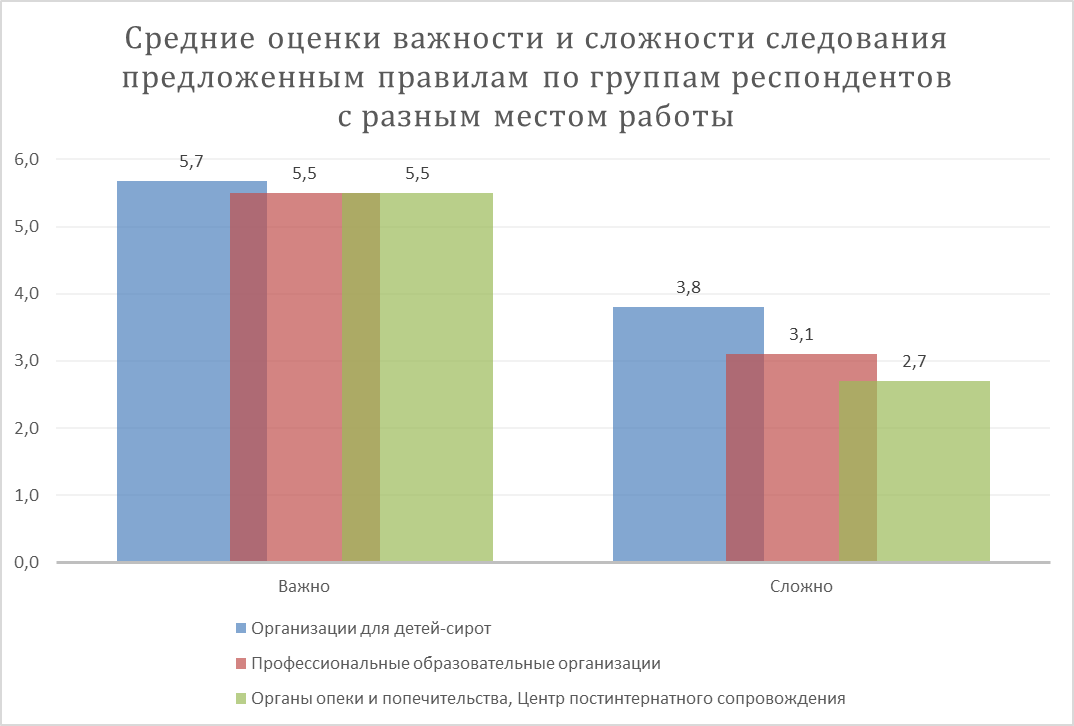 Средние оценки важности и сложности следования
предложенным правилам по группам респондентов
с разным местом работы
6,0
5,0
4,0
3,0
2,0
1,0
0,0
5,7
5,5
5,5
3,8
3,1
2,7
Важно
Сложно
Организации для детей-сирот
Профессиональные образовательные организации
Органы опеки и попечительства, Центр постинтернатного сопровождения